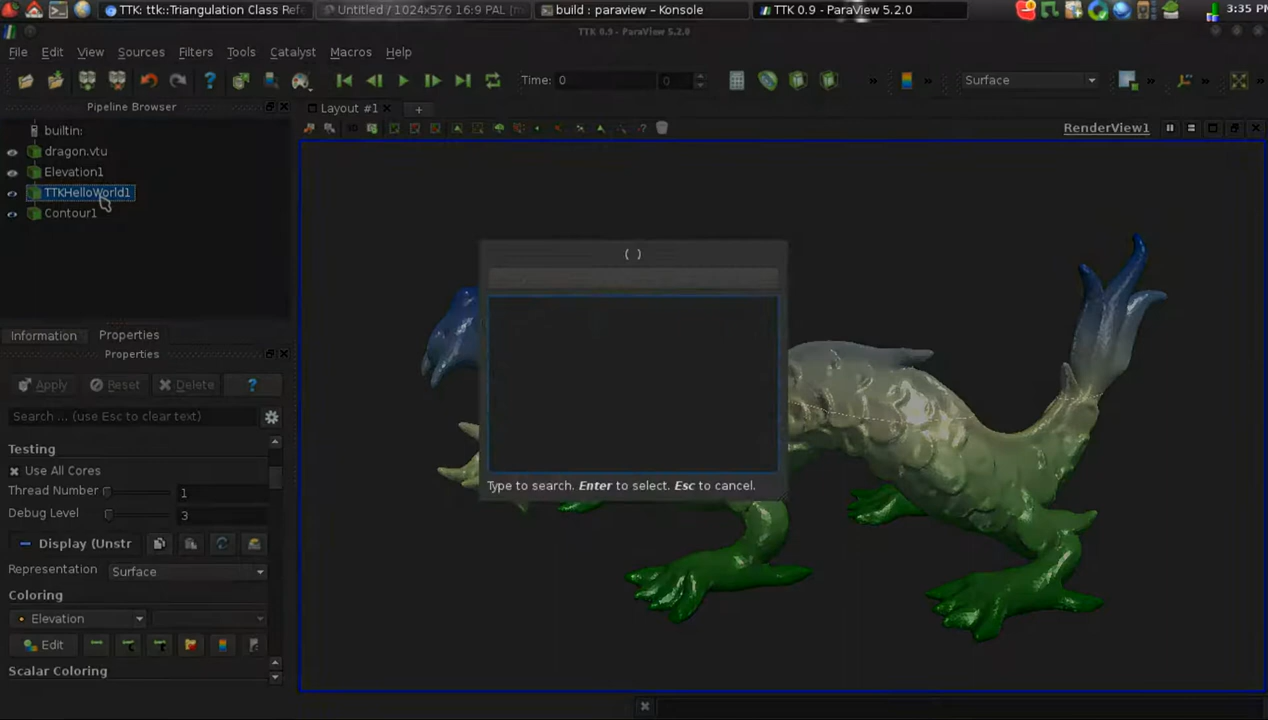 TTK: ttk::Triangulation Class Refe
Untitled / 1024x576 16:9 PAL (m
build : paraview – Konsole
TTK 0.9 - ParaView 5.2.0
3:35 PM
TTK 0.9 - ParaView 5.2.0
File Edit View Sources Filters Tools Catalyst Macros Help
Time: 0 0 Surface
Pipeline Browser
Layout #1
builtin:
RenderView1
dragon.vtu
Elevation1
TTKHelloWorld1
Contour1
( )
Information Properties
Properties
Apply Reset Delete ?
Search ... (use Esc to clear text)
Testing
Use All Cores
Thread Number 1
Type to search. Enter to select. Esc to cancel.
Debug Level 3
Display (Unstr
Representation Surface
Coloring
Elevation
Edit
Scalar Coloring